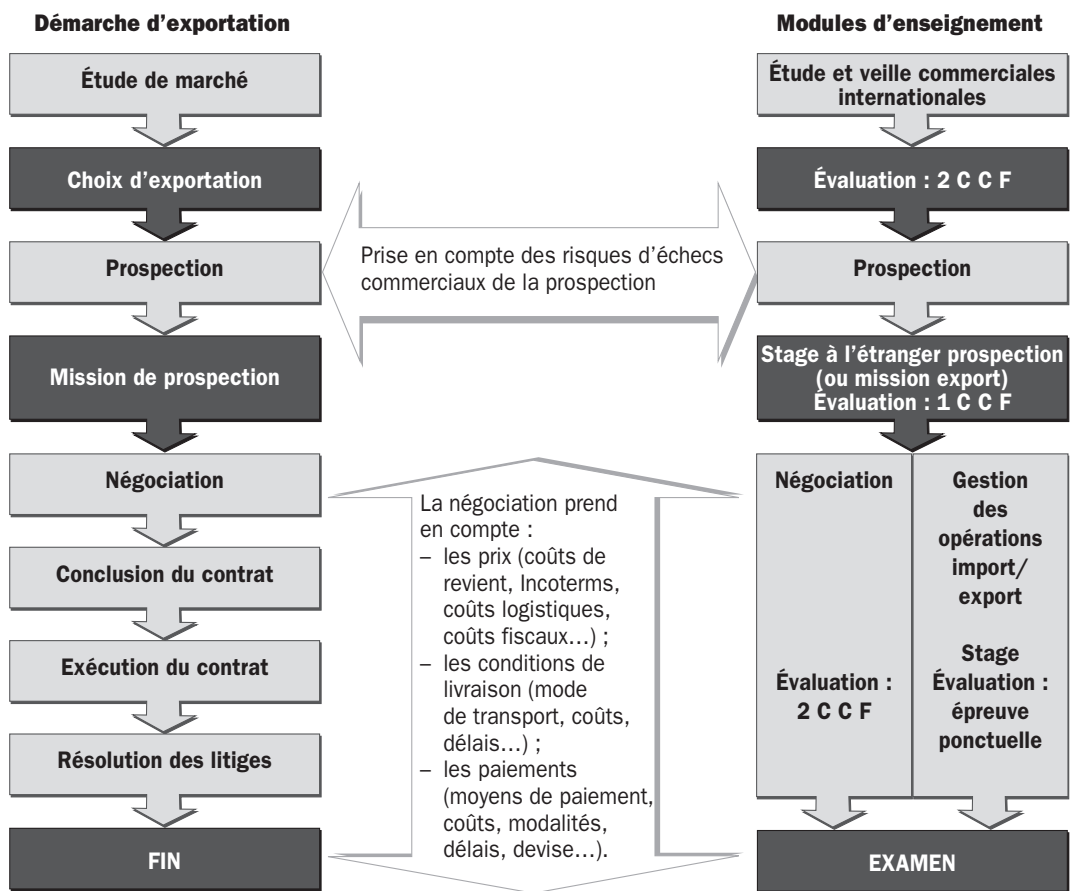 Démarche d'exportation
Étude de marché
Choix d'exportation
Prospection
Mission de prospection
Négociation
Conclusion du contrat
Exécution du contrat
Résolution des litiges
FIN
Prise en compte des risques d'échecs
commerciaux de la prospection
La négociation prend
en compte :
– les prix (coûts de
revient, Incoterms,
coûts logistiques,
coûts fiscaux…) ;
– les conditions de
livraison (mode
de transport, coûts,
délais…) ;
– les paiements
(moyens de paiement,
coûts, modalités,
délais, devise…).
Modules d'enseignement
Étude et veille commerciales
internationales
Évaluation : 2 C C F
Prospection
Stage à l'étranger prospection
(ou mission export)
Évaluation : 1 C C F
Négociation
Évaluation :
2 C C F
Gestion
des
opérations
import/
export
Stage
Évaluation :
épreuve
ponctuelle
EXAMEN